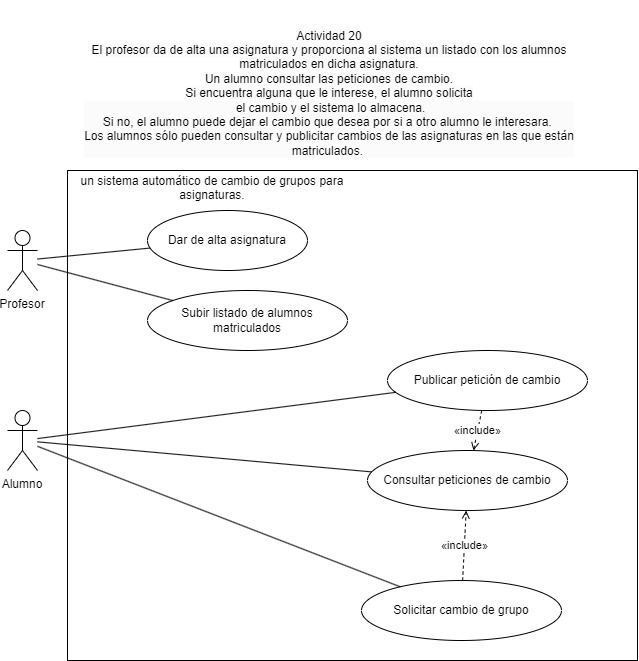 Actividad 20
El profesor da de alta una asignatura y proporciona al sistema un listado con los alumnos
matriculados en dicha asignatura.
Un alumno consultar las peticiones de cambio.
Si encuentra alguna que le interese, el alumno solicita
el cambio y el sistema lo almacena.
Si no, el alumno puede dejar el cambio que desea por si a otro alumno le interesara.
Los alumnos sólo pueden consultar y publicitar cambios de las asignaturas en las que están
matriculados.
un sistema automático de cambio de grupos para
asignaturas.
Dar de alta asignatura
Profesor
Subir listado de alumnos
matriculados
Publicar petición de cambio
«include»
Alumno
Consultar peticiones de cambio
«include»
Solicitar cambio de grupo